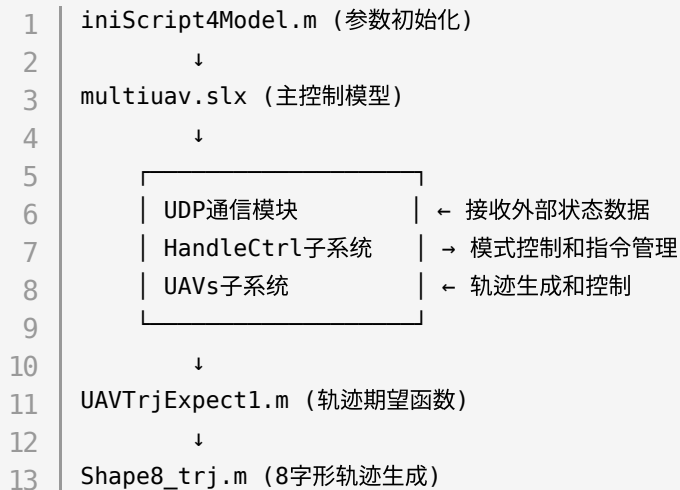 1 iniScript4Model.m (参数初始化)
2 ↓
3 multiuav.slx (主控制模型)
4 ↓
5 ┌─────────────────────┐
6 │ UDP通信模块 │ ← 接收外部状态数据
7 │ HandleCtrl子系统 │ → 模式控制和指令管理
8 │ UAVs子系统 │ ← 轨迹生成和控制
9 └─────────────────────┘
10 ↓
11 UAVTrjExpect1.m (轨迹期望函数)
12 ↓
13 Shape8_trj.m (8字形轨迹生成)